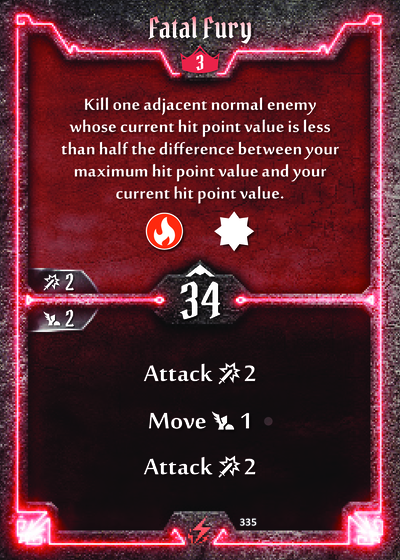 Fatal Fury
3
Kill one adjacent normal enemy
whose current hit point value is less
than half the difference between your
maximum hit point value and your
current hit point value.
2
34
2
Attack 2
Move 1
Attack 2
335